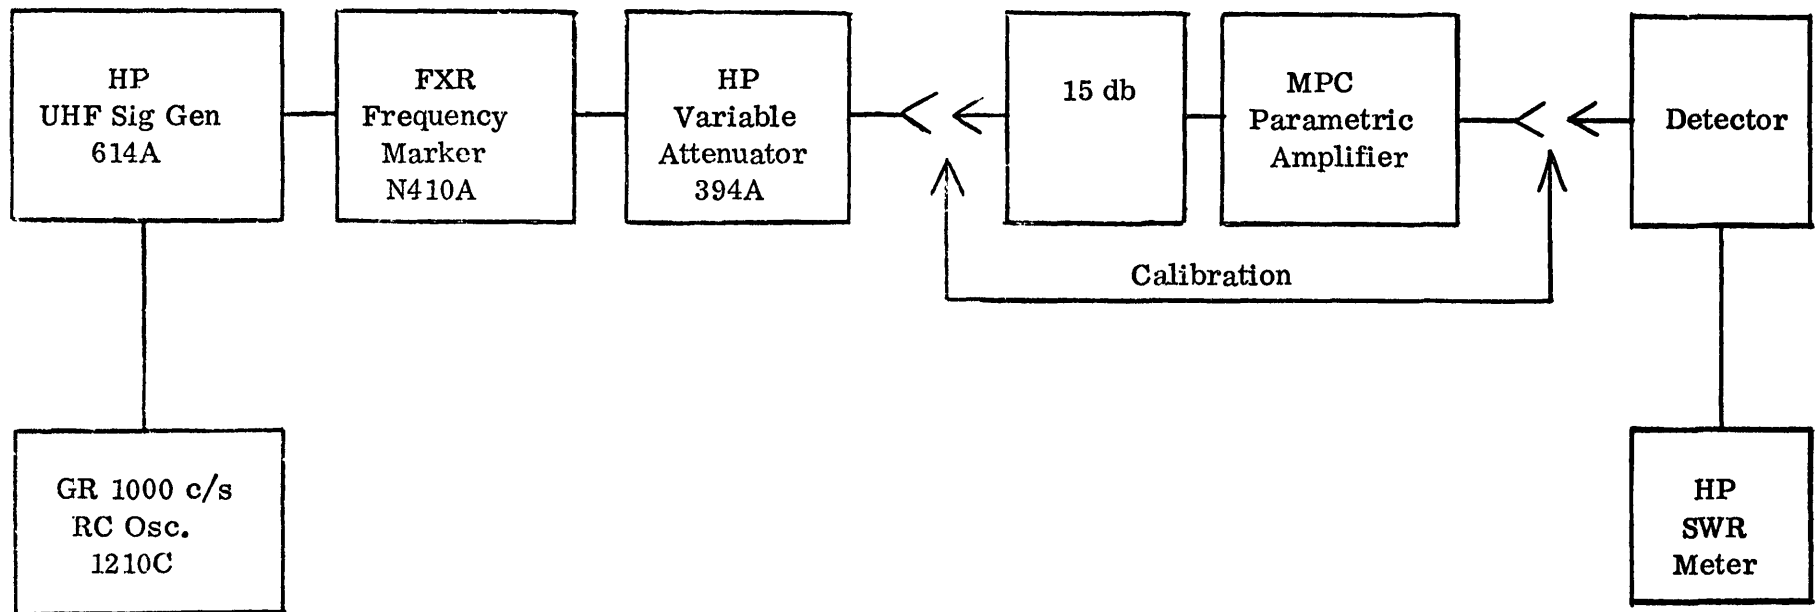 HP
UHF Sig Gen
614A
FXR
Frequency
Marker
N410A
HP
Variable
Attenuator
394A
15 db
MPC
Parametric
Amplifier
Detector
Calibration
GR 1000 c/s
RC Osc.
1210C
HP
SWR
Meter